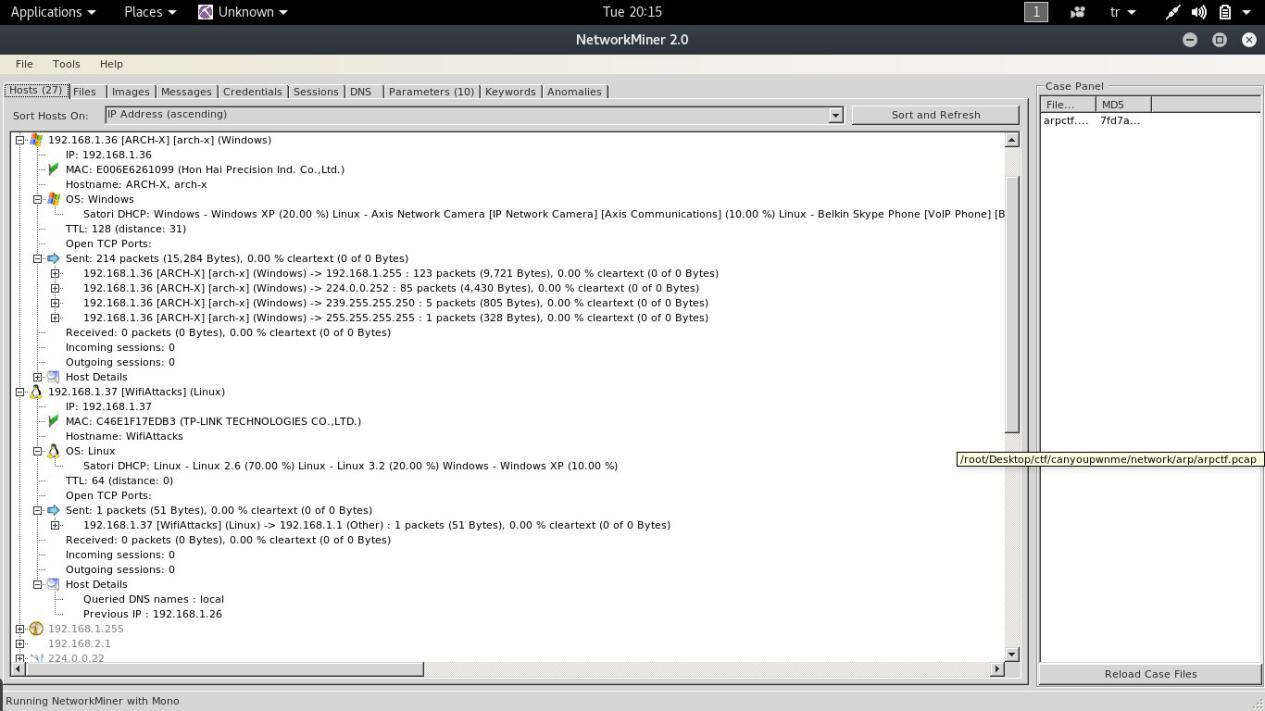 Applications Places Unknown Tue 20:15 1 tr
NetworkMiner 2.0
File Tools Help
Hosts (27) Files Images Messages Credentials Sessions DNS Parameters (10) Keywords Anomalies
Sort Hosts On: IP Address (ascending) Sort and Refresh
192.168.1.36 [ARCH-X] [arch-x] (Windows)
IP: 192.168.1.36
MAC: E006E6261099 (Hon Hai Precision Ind. Co.,Ltd.)
Hostname: ARCH-X, arch-x
OS: Windows
Satori DHCP: Windows - Windows XP (20.00 %) Linux - Axis Network Camera [IP Network Camera] [Axis Communications] (10.00 %) Linux - Belkin Skype Phone [VoIP Phone] [B
TTL: 128 (distance: 31)
Open TCP Ports:
Sent: 214 packets (15,284 Bytes), 0.00 % cleartext (0 of 0 Bytes)
192.168.1.36 [ARCH-X] [arch-x] (Windows) -> 192.168.1.255 : 123 packets (9,721 Bytes), 0.00 % cleartext (0 of 0 Bytes)
192.168.1.36 [ARCH-X] [arch-x] (Windows) -> 224.0.0.252 : 85 packets (4,430 Bytes), 0.00 % cleartext (0 of 0 Bytes)
192.168.1.36 [ARCH-X] [arch-x] (Windows) -> 239.255.255.250 : 5 packets (805 Bytes), 0.00 % cleartext (0 of 0 Bytes)
192.168.1.36 [ARCH-X] [arch-x] (Windows) -> 255.255.255.255 : 1 packets (328 Bytes), 0.00 % cleartext (0 of 0 Bytes)
Received: 0 packets (0 Bytes), 0.00 % cleartext (0 of 0 Bytes)
Incoming sessions: 0
Outgoing sessions: 0
Host Details
192.168.1.37 [WifiAttacks] (Linux)
IP: 192.168.1.37
MAC: C46E1F17EDB3 (TP-LINK TECHNOLOGIES CO.,LTD.)
Hostname: WifiAttacks
OS: Linux
Satori DHCP: Linux - Linux 2.6 (70.00 %) Linux - Linux 3.2 (20.00 %) Windows - Windows XP (10.00 %)
TTL: 64 (distance: 0)
Open TCP Ports:
Sent: 1 packets (51 Bytes), 0.00 % cleartext (0 of 0 Bytes)
192.168.1.37 [WifiAttacks] (Linux) -> 192.168.1.1 (Other) : 1 packets (51 Bytes), 0.00 % cleartext (0 of 0 Bytes)
Received: 0 packets (0 Bytes), 0.00 % cleartext (0 of 0 Bytes)
Incoming sessions: 0
Outgoing sessions: 0
Host Details
Queried DNS names : local
Previous IP : 192.168.1.26
192.168.1.255
192.168.2.1
224.0.0.22
Case Panel
File... MD5
arpctf.... 7fd7a...
/root/Desktop/ctf/canyoupwnme/network/arp/arpctf.pcap
Reload Case Files
Running NetworkMiner with Mono